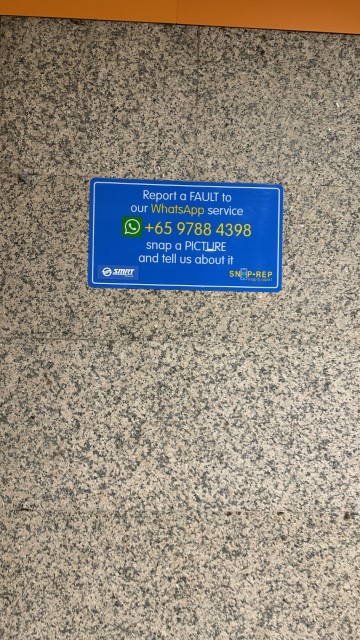 Report a FAULT to
our WhatsApp service
+65 9788 4398
snap a PICTURE
and tell us about it
SMRT
SNAP-REP